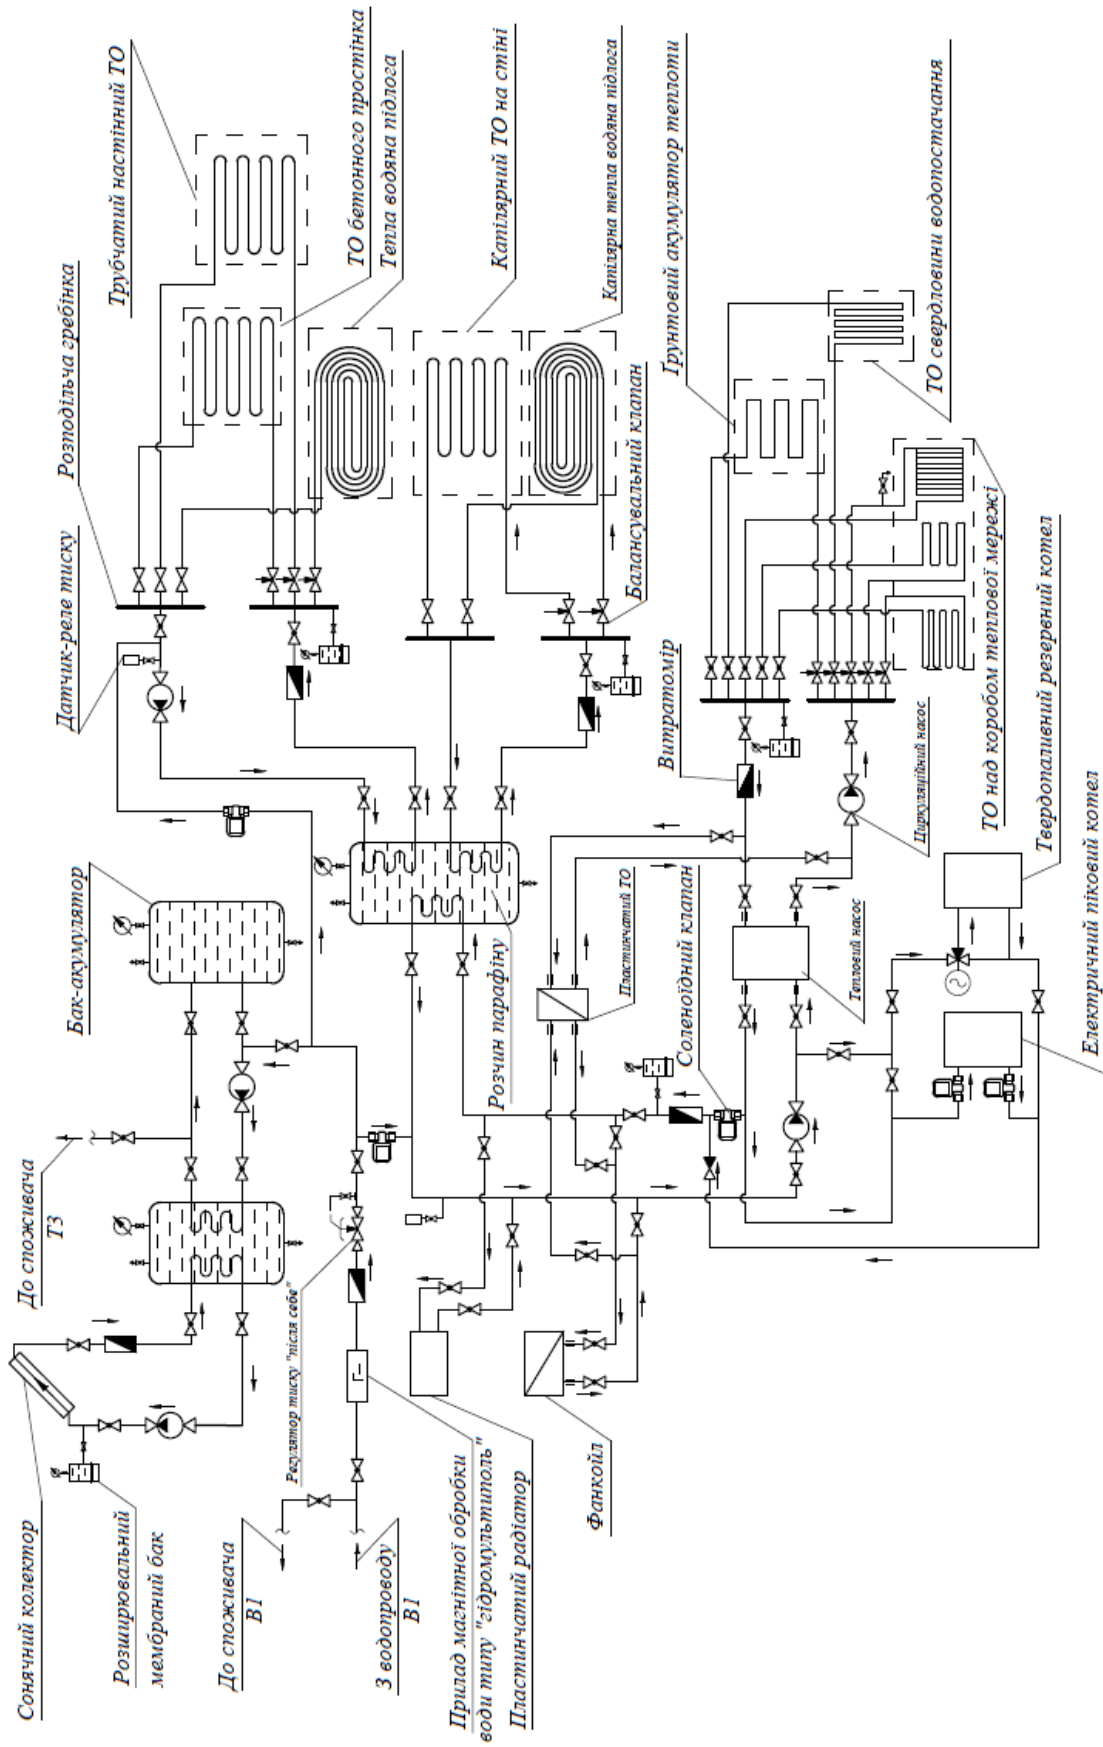 Сонячний колектор
Розширювальний
мембраний бак
До споживача
В1
З водопроводу
В1
Прилад магнітної обробки
води типу "гідромультиполь"
Пластинчатий радіатор
Фанкойл
До споживача
Т3
Регулятор тиску "після себе"
Бак-акумулятор
Розчин парафіну
Пластинчатий ТО
Соленоїдний клапан
Тепловий насос
Датчик-реле тиску
Розподільча гребінка
Трубчатий настінний ТО
ТО бетонного простінка
Тепла водяна підлога
Капілярний ТО на стіні
Капілярна тепла водяна підлога
Балансувальний клапан
Витратомір
Ґрунтовий акумулятор теплоти
ТО свердловини водопостачання
Циркуляційний насос
ТО над коробом теплової мережі
Твердопаливний резервний котел
Електричний піковий котел